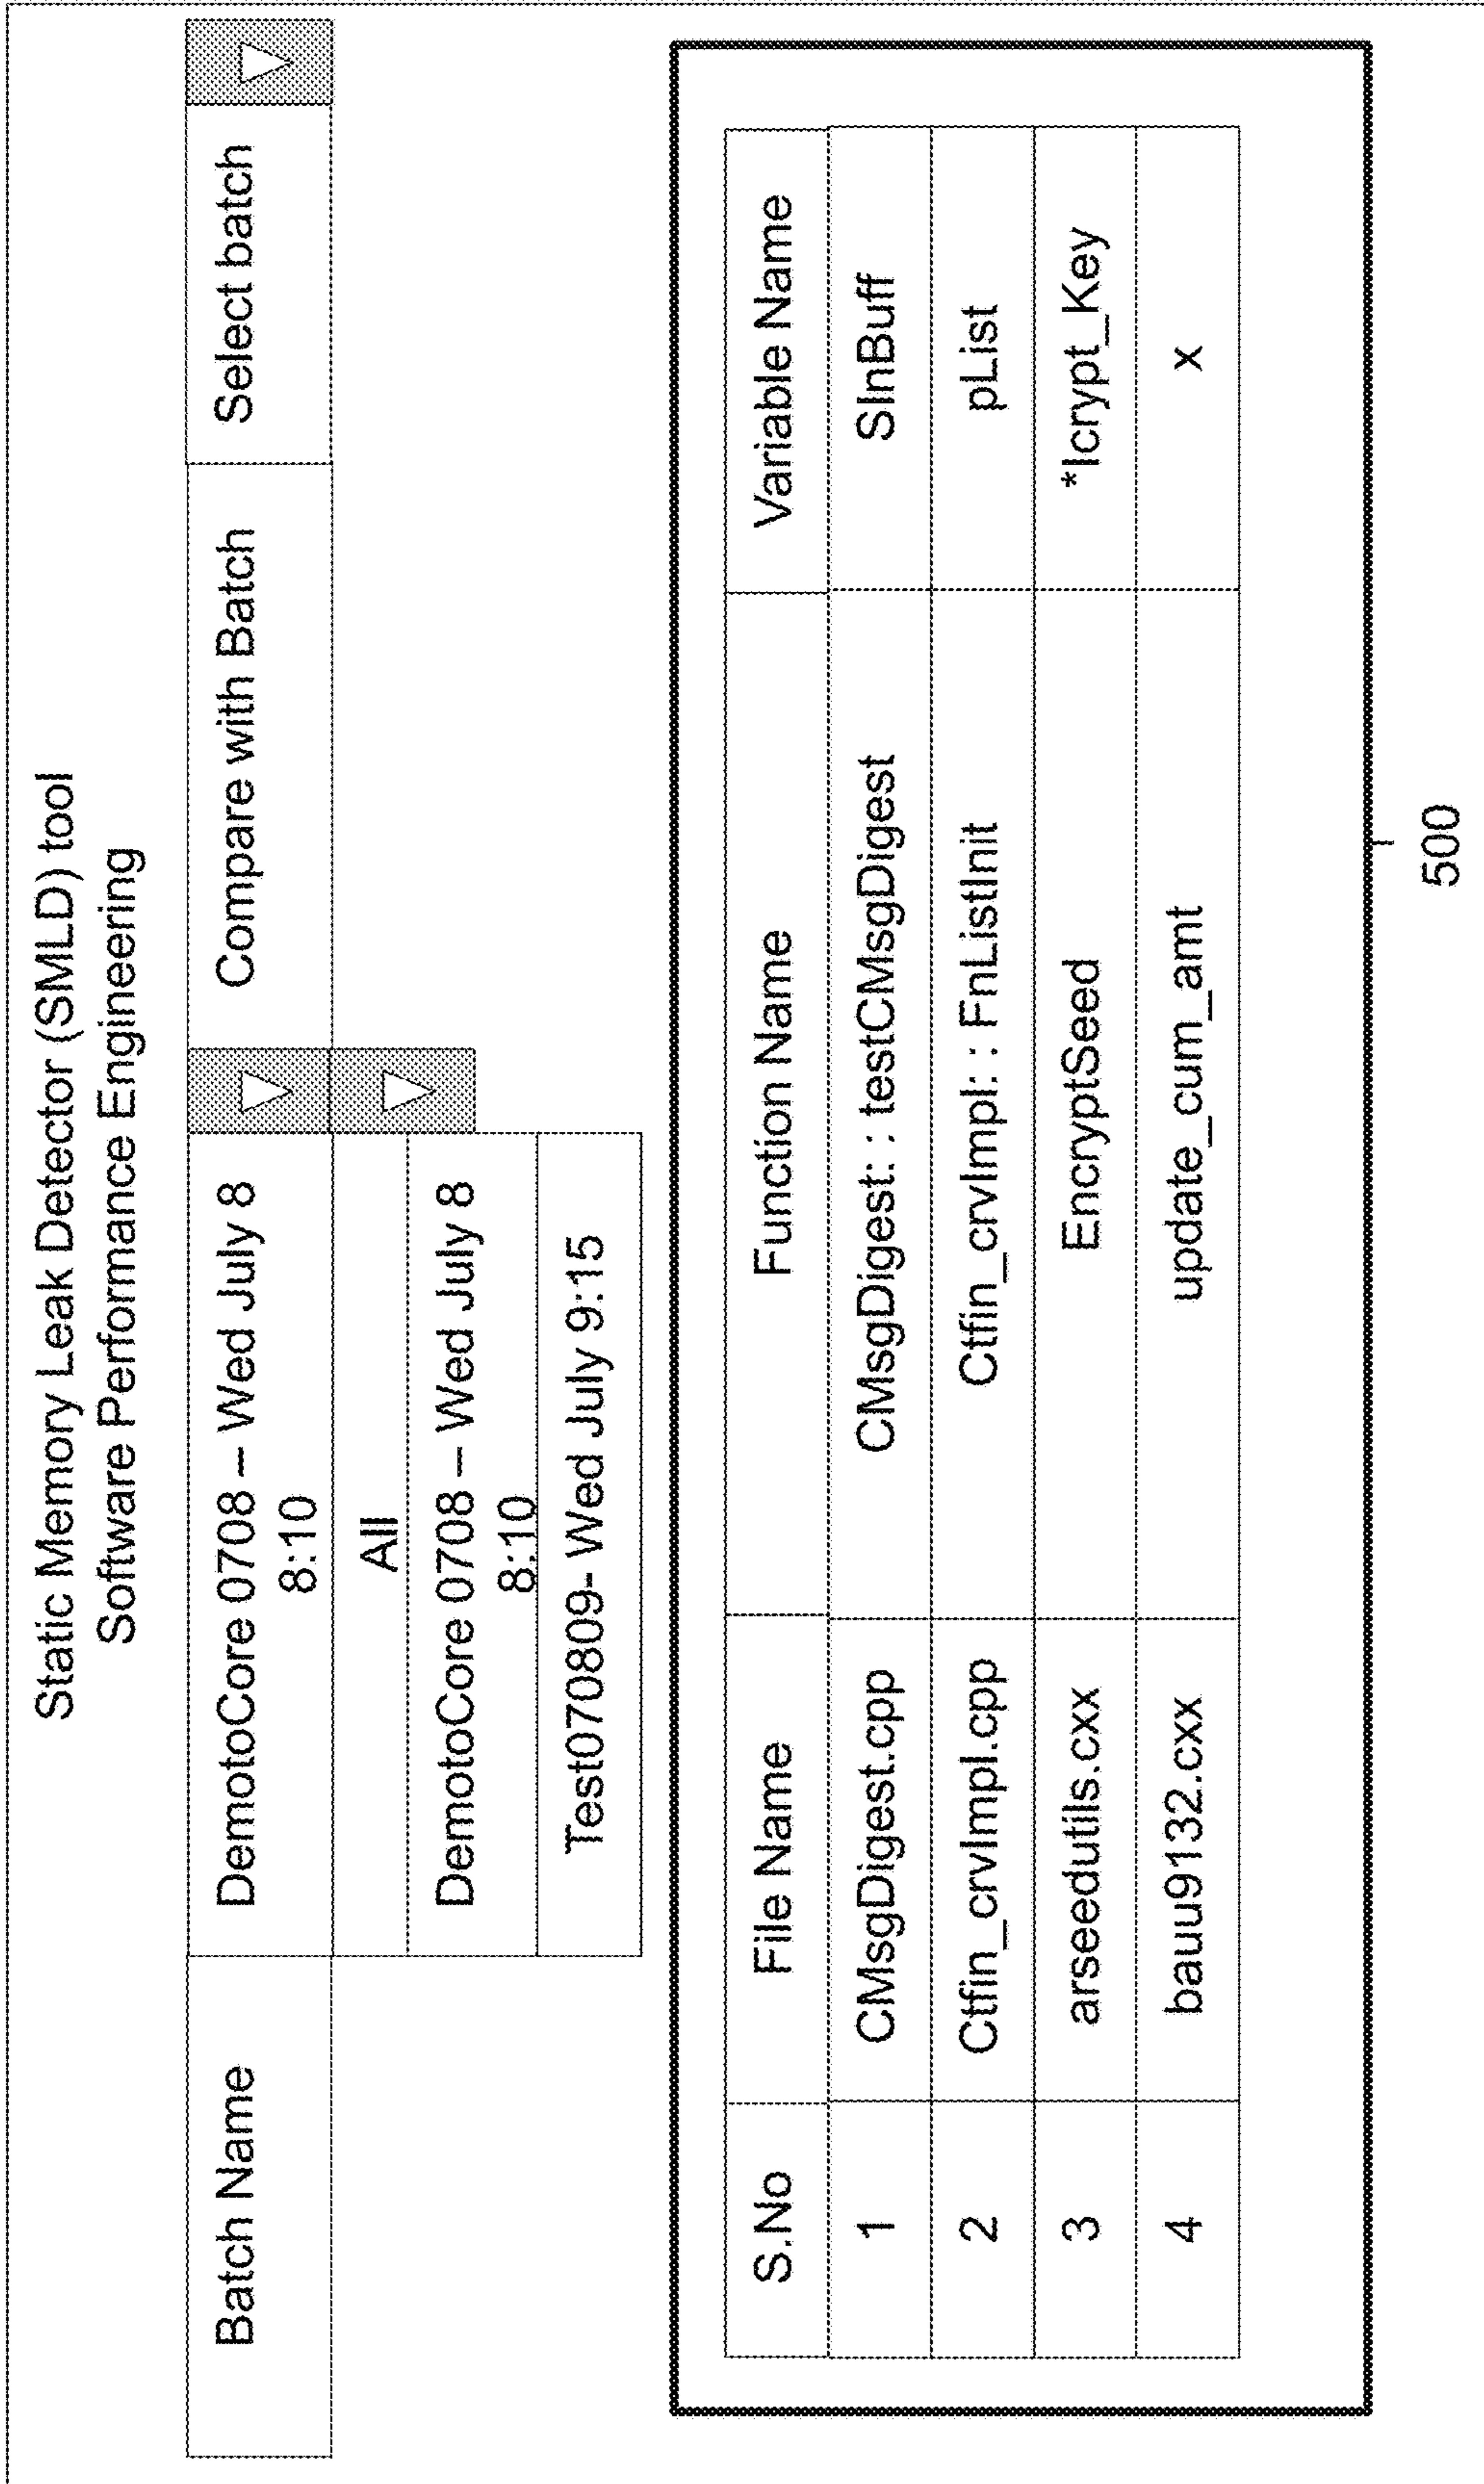 Static Memory Leak Detector (SMLD) tool
Software Performance Engineering
Batch Name
DemotoCore 0708 – Wed July 8
8:10
Compare with Batch
Select batch
All
DemotoCore 0708 – Wed July 8
8:10
Test070809- Wed July 9:15
S.No File Name Function Name Variable Name
1 CMsgDigest.cpp CMsgDigest: : testCMsgDigest SInBuff
2 Ctfin_crvImpl.cpp Ctfin_crvImpl: : FnListInit pList
3 arseedutils.cxx EncryptSeed *Icrypt_Key
4 bauu9132.cxx update_cum_amt x
500